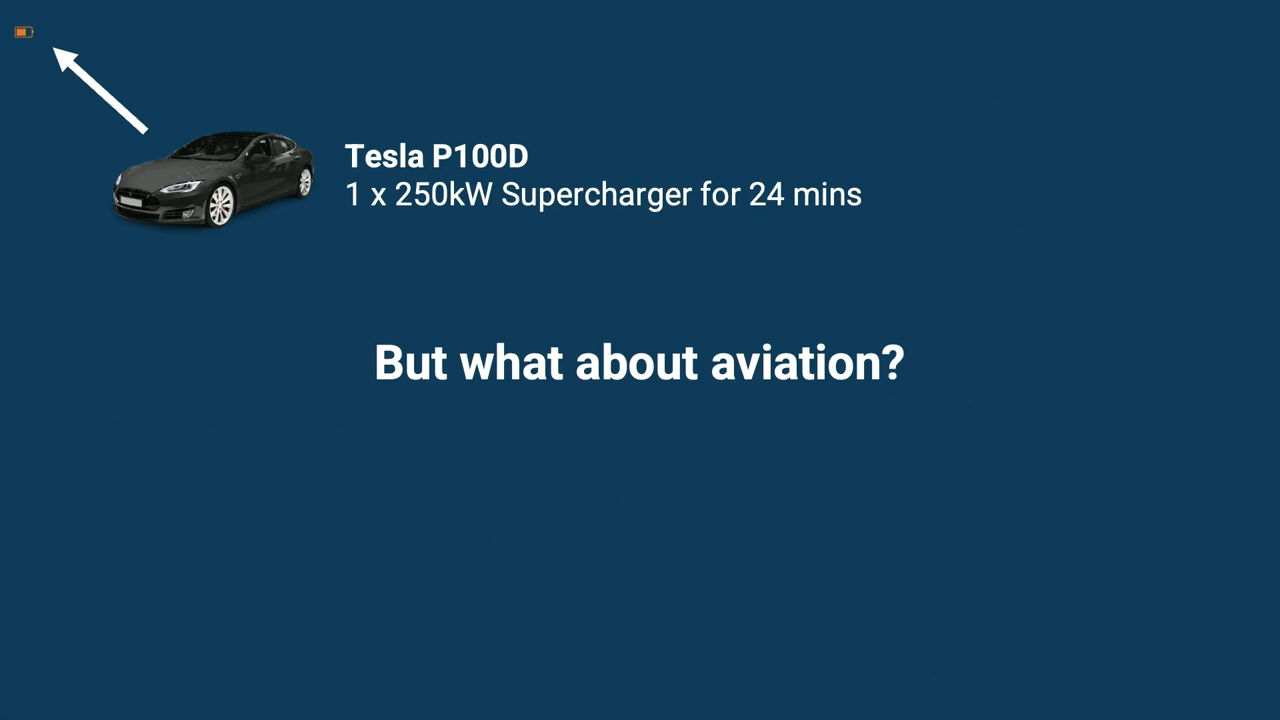 Tesla P100D
1 x 250kW Supercharger for 24 mins
But what about aviation?